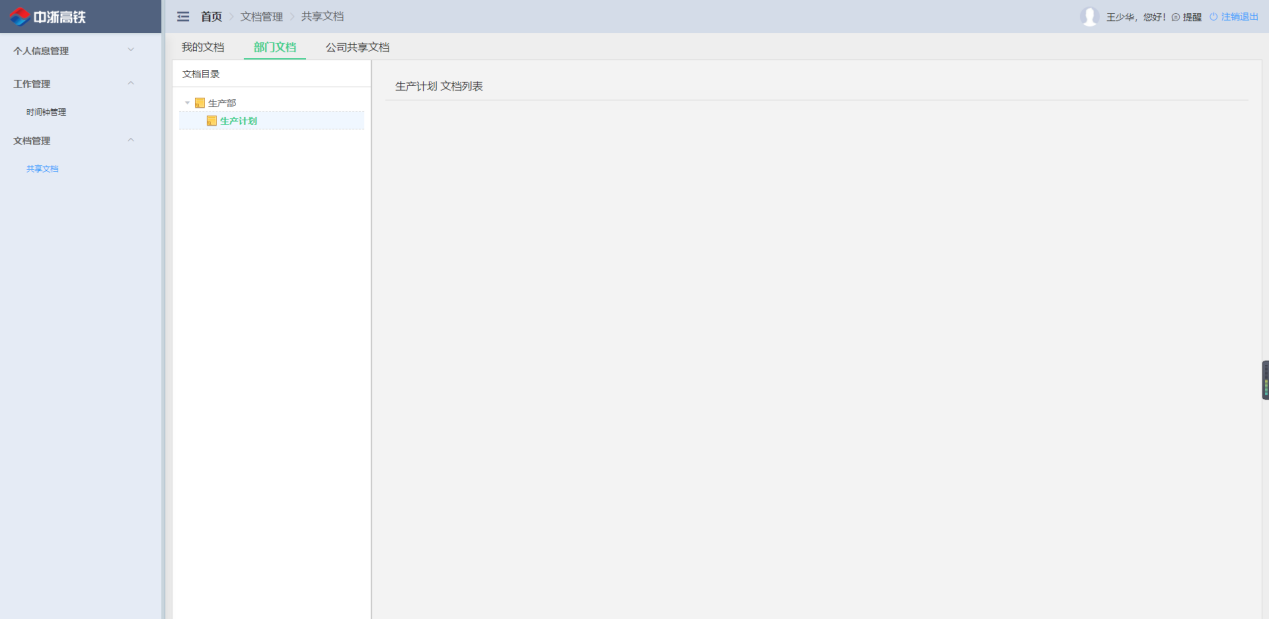 中浙高铁
首页 文档管理 共享文档
王少华，您好! 提醒 注销退出
个人信息管理
工作管理
时间钟管理
文档管理
共享文档
我的文档 部门文档 公司共享文档
文档目录
生产部
生产计划
生产计划 文档列表